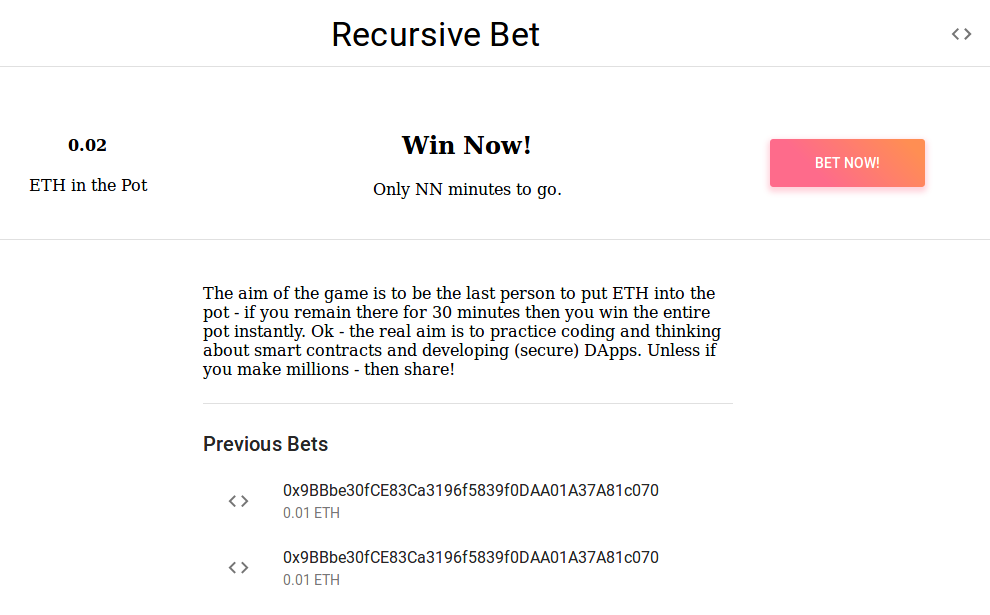 Recursive Bet
0.02
ETH in the Pot
Win Now!
Only NN minutes to go.
BET NOW!
The aim of the game is to be the last person to put ETH into the
pot - if you remain there for 30 minutes then you win the entire
pot instantly. Ok - the real aim is to practice coding and thinking
about smart contracts and developing (secure) DApps. Unless if
you make millions - then share!
Previous Bets
0x9BBbe30fCE83Ca3196f5839f0DAA01A37A81c070
0.01 ETH
0x9BBbe30fCE83Ca3196f5839f0DAA01A37A81c070
0.01 ETH